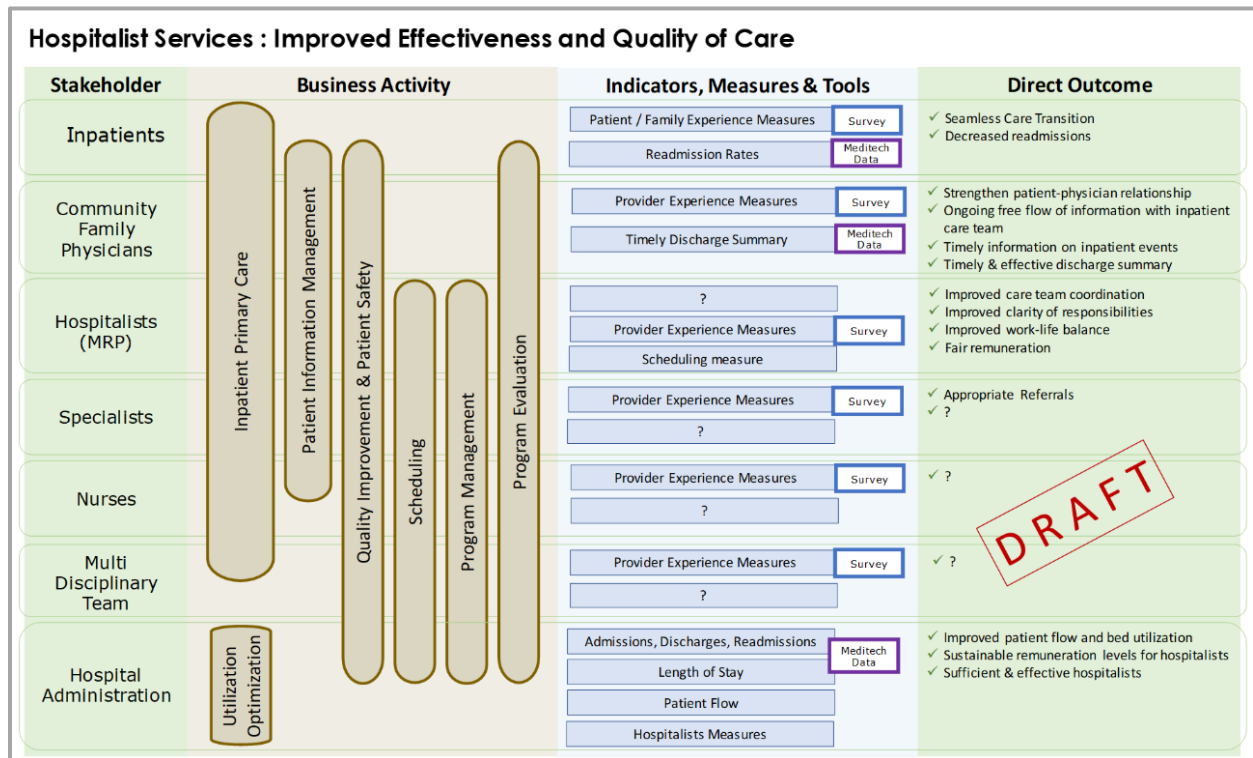 Hospitalist Services : Improved Effectiveness and Quality of Care
Stakeholder
Business Activity
Indicators, Measures & Tools
Direct Outcome
Inpatients
Patient / Family Experience Measures
Survey
Readmission Rates
Meditech
Data
✓ Seamless Care Transition
✓ Decreased readmissions
Community
Family
Physicians
Provider Experience Measures
Survey
Timely Discharge Summary
Meditech
Data
✓ Strengthen patient-physician relationship
✓ Ongoing free flow of information with inpatient
care team
✓ Timely information on inpatient events
✓ Timely & effective discharge summary
Hospitalists
(MRP)
?
Provider Experience Measures
Survey
Scheduling measure
✓ Improved care team coordination
✓ Improved clarity of responsibilities
✓ Improved work-life balance
✓ Fair remuneration
Specialists
Provider Experience Measures
Survey
?
✓ Appropriate Referrals
✓ ?
Nurses
Provider Experience Measures
Survey
?
✓ ?
Multi
Disciplinary
Team
Provider Experience Measures
Survey
?
✓ ?
Hospital
Administration
Admissions, Discharges, Readmissions
Meditech
Data
Length of Stay
Patient Flow
Hospitalists Measures
✓ Improved patient flow and bed utilization
✓ Sustainable remuneration levels for hospitalists
✓ Sufficient & effective hospitalists
Inpatient Primary Care
Patient Information Management
Quality Improvement & Patient Safety
Scheduling
Program Management
Program Evaluation
Utilization
Optimization
DRAFT